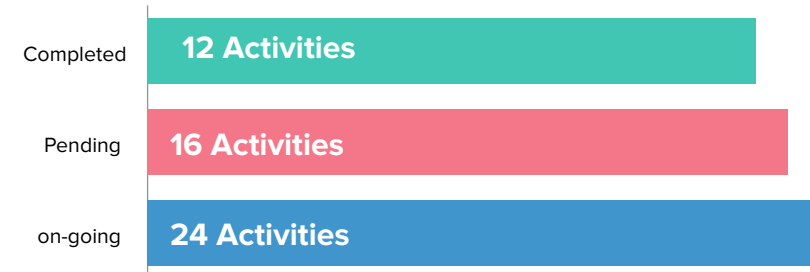 Completed
12 Activities
Pending
16 Activities
on-going
24 Activities